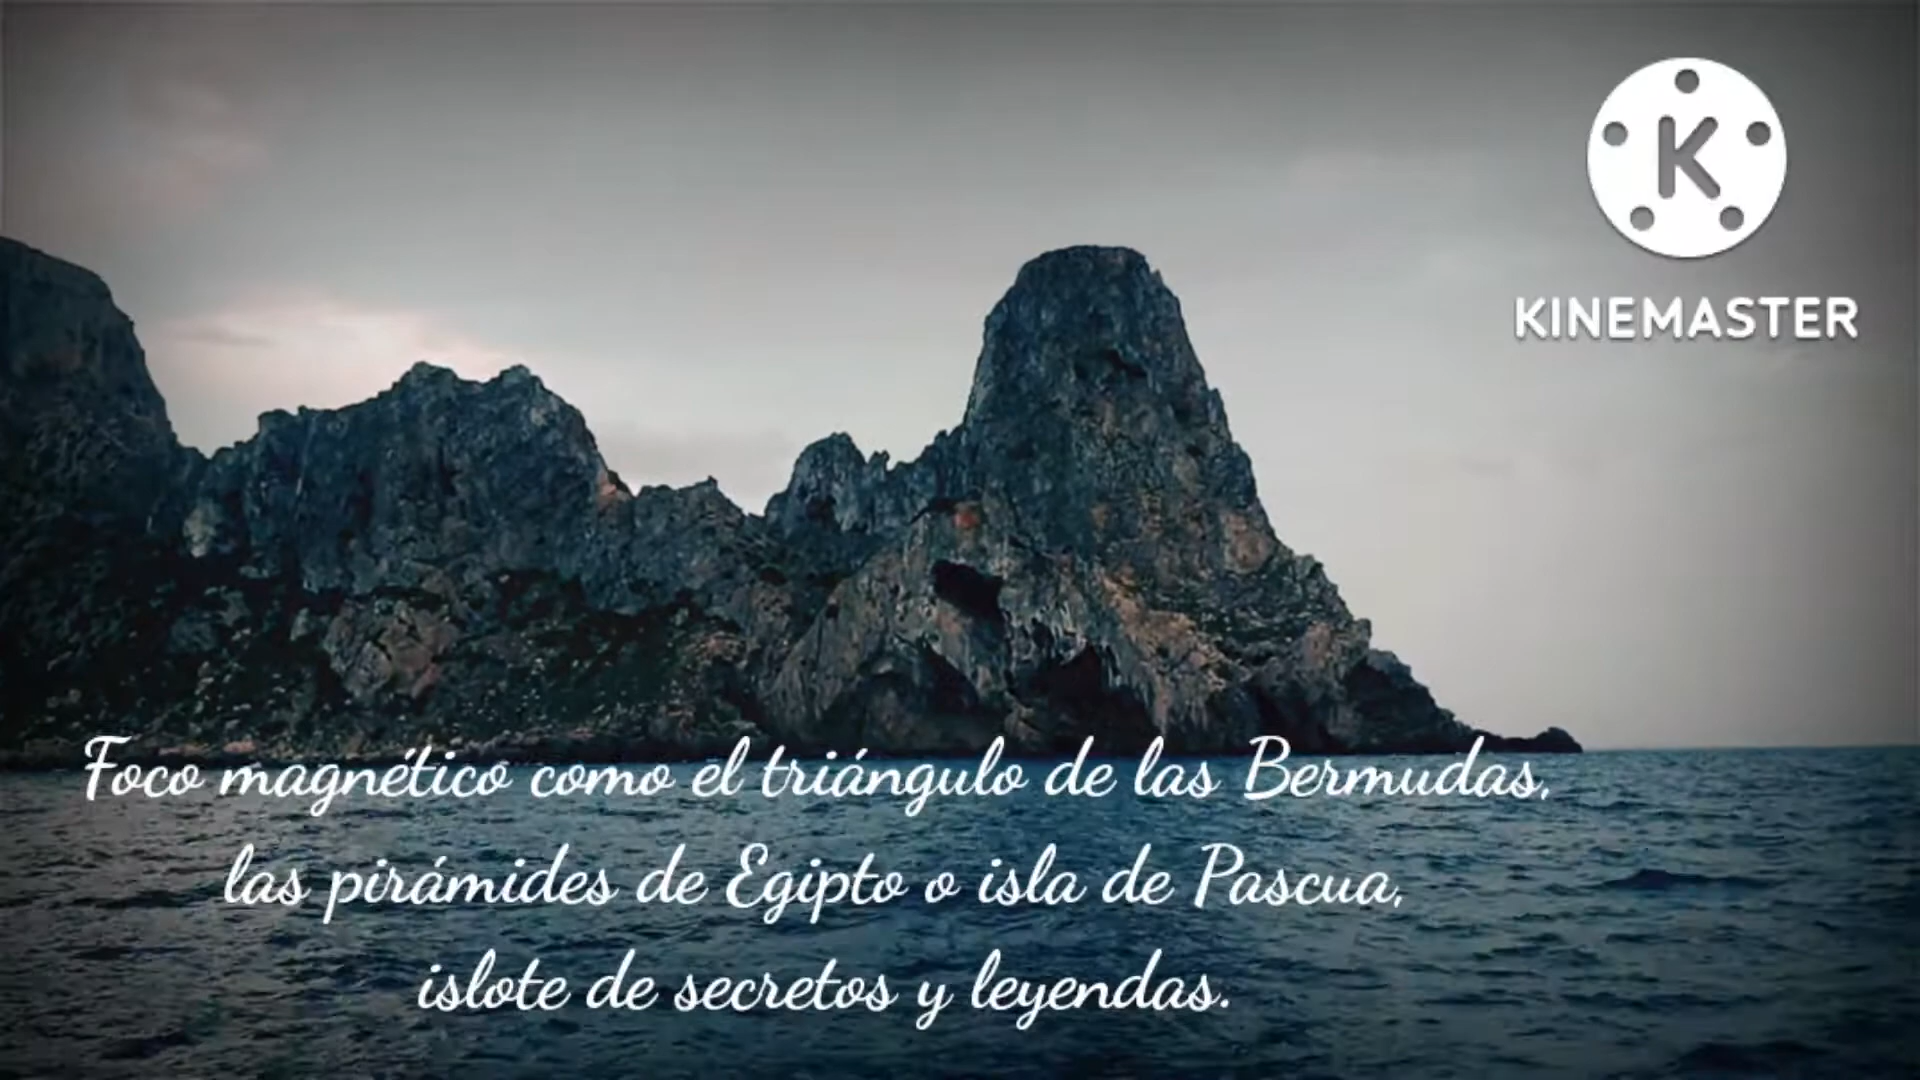 K
KINEMASTER
Foco magnético como el triángulo de las Bermudas,
las pirámides de Egipto o isla de Pascua,
islote de secretos y leyendas.